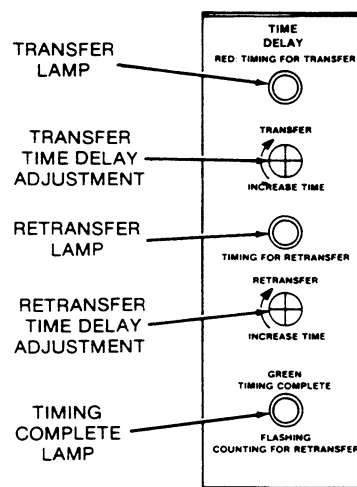 TRANSFER
LAMP
TRANSFER
TIME DELAY
ADJUSTMENT
RETRANSFER
LAMP
RETRANSFER
TIME DELAY
ADJUSTMENT
TIMING
COMPLETE
LAMP
TIME
DELAY
RED: TIMING FOR TRANSFER
TRANSFER
INCREASE TIME
TIMING FOR RETRANSFER
RETRANSFER
INCREASE TIME
GREEN
TIMING COMPLETE
FLASHING
COUNTING FOR RETRANSFER